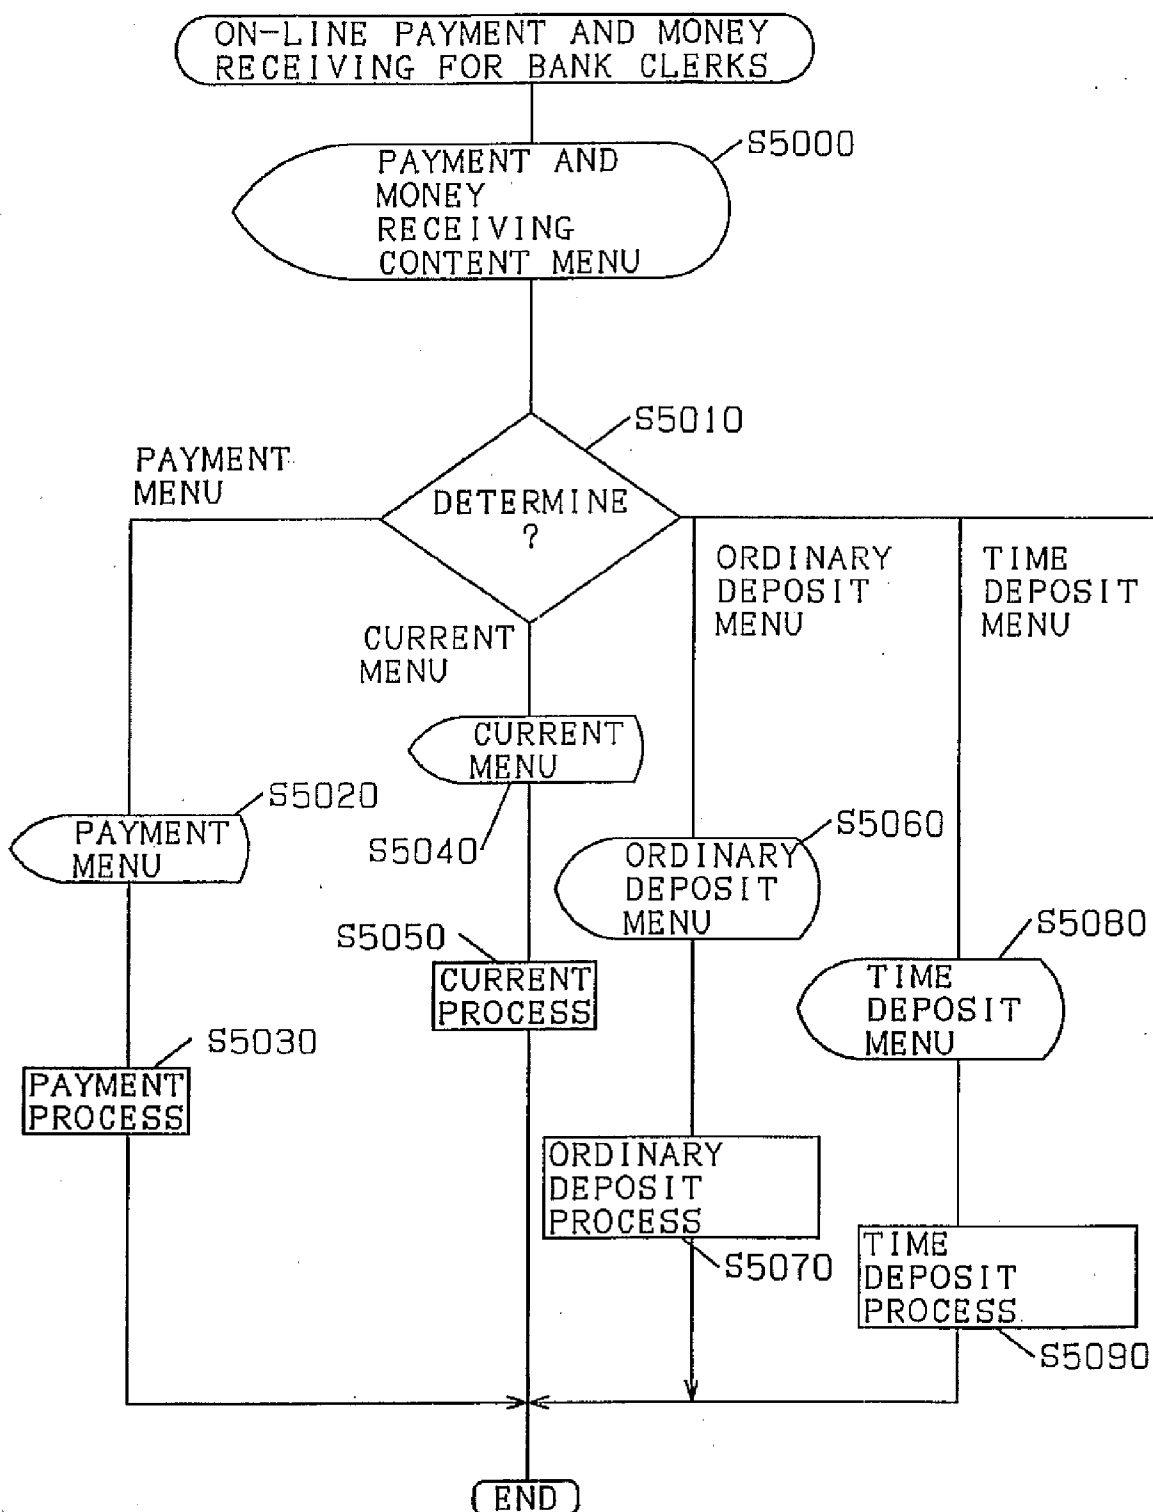 ON-LINE PAYMENT AND MONEY
RECEIVING FOR BANK CLERKS
S5000
PAYMENT AND
MONEY
RECEIVING
CONTENT MENU
S5010
PAYMENT
MENU
DETERMINE
?
ORDINARY
DEPOSIT
MENU
TIME
DEPOSIT
MENU
CURRENT
MENU
CURRENT
MENU
S5040
S5020
PAYMENT
MENU
S5060
ORDINARY
DEPOSIT
MENU
S5080
TIME
DEPOSIT
MENU
S5050
CURRENT
PROCESS
S5030
PAYMENT
PROCESS
ORDINARY
DEPOSIT
PROCESS
S5070
TIME
DEPOSIT
PROCESS
S5090
END